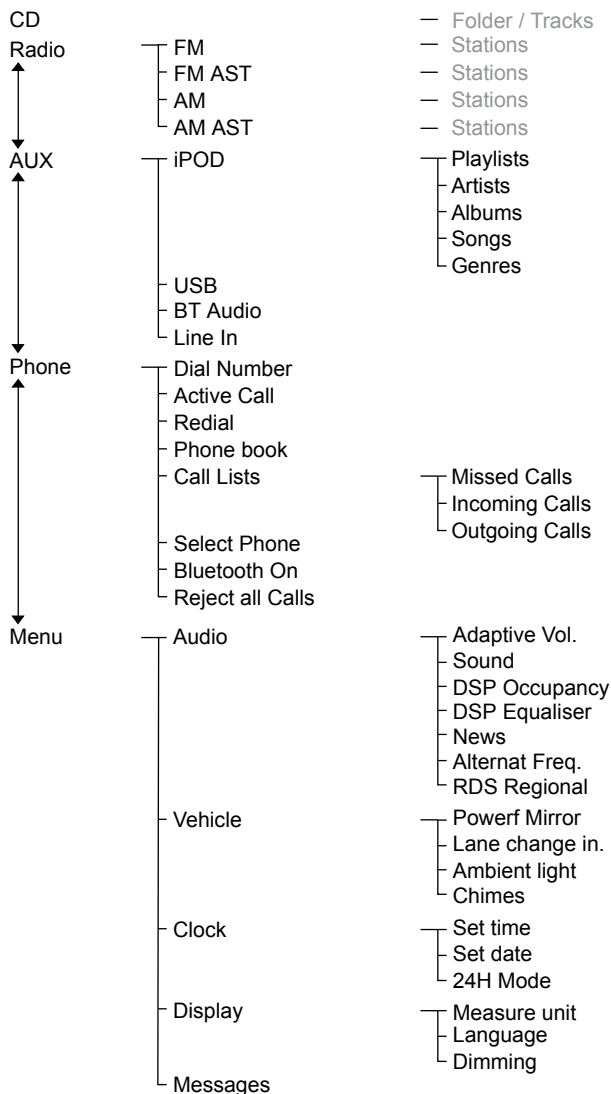 CD — Folder / Tracks
Radio FM — Stations
FM AST — Stations
AM — Stations
AM AST — Stations
AUX iPOD Playlists
Artists
Albums
Songs
Genres
USB
BT Audio
Line In
Phone Dial Number
Active Call
Redial
Phone book
Call Lists Missed Calls
Incoming Calls
Outgoing Calls
Select Phone
Bluetooth On
Reject all Calls
Menu Audio Adaptive Vol.
Sound
DSP Occupancy
DSP Equaliser
News
Alternat Freq.
RDS Regional
Vehicle Powerf Mirror
Lane change in.
Ambient light
Chimes
Clock Set time
Set date
24H Mode
Display Measure unit
Language
Dimming
Messages